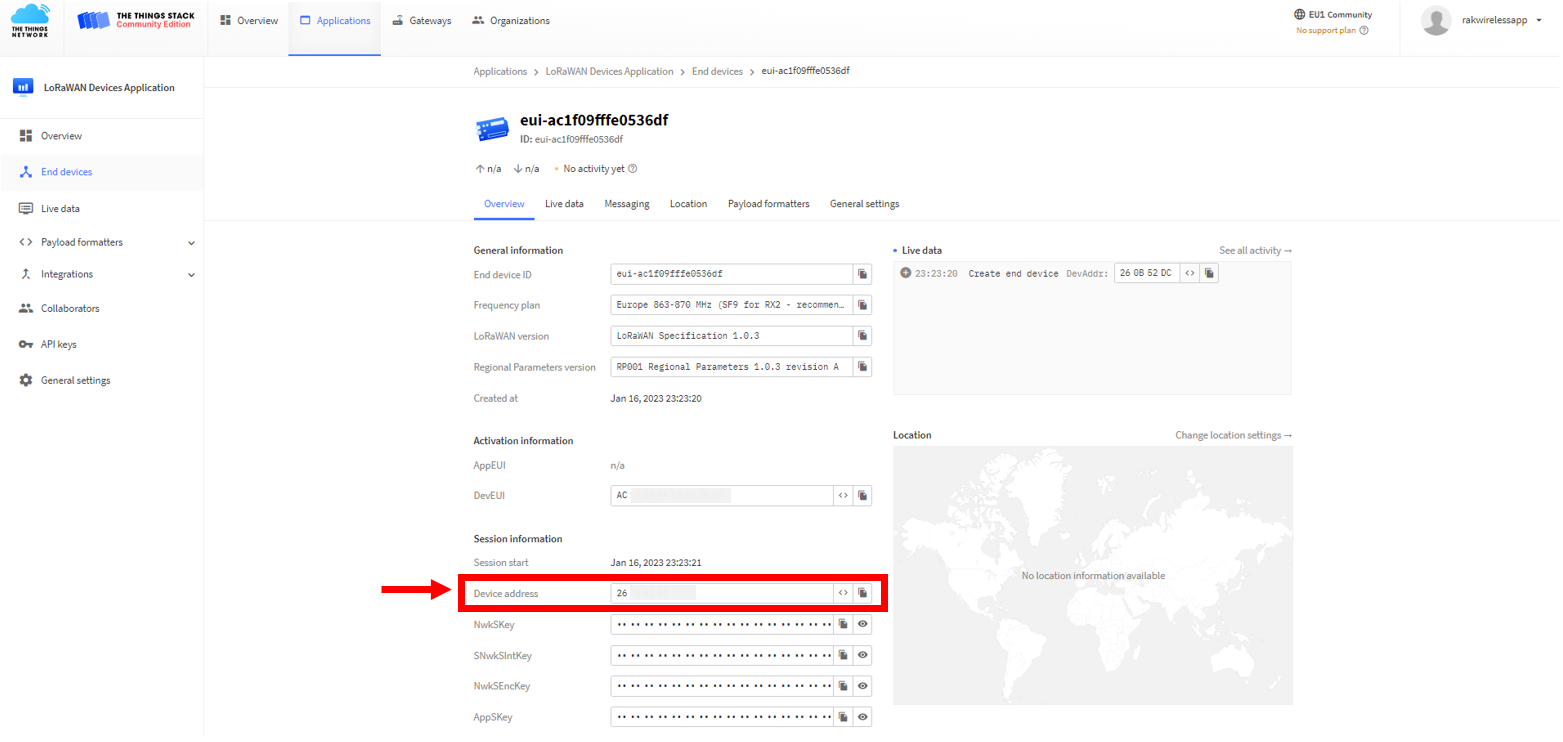 THE THINGS NETWORK
THE THINGS STACK
Community Edition
Overview
Applications
Gateways
Organizations
EU1 Community
No support plan
rakwirelessapp
LoRaWAN Devices Application
Overview
End devices
Live data
Payload formatters
Integrations
Collaborators
API keys
General settings
Applications > LoRaWAN Devices Application > End devices > eui-ac1f09fffe0536df
eui-ac1f09fffe0536df
ID: eui-ac1f09fffe0536df
↑ n/a ↓ n/a • No activity yet
Overview Live data Messaging Location Payload formatters General settings
General information
End device ID eui-ac1f09fffe0536df
Frequency plan Europe 863-870 MHz (SF9 for RX2 - recommen…
LoRaWAN version LoRaWAN Specification 1.0.3
Regional Parameters version RP001 Regional Parameters 1.0.3 revision A
Created at Jan 16, 2023 23:23:20
Activation information
AppEUI n/a
DevEUI AC
Session information
Session start Jan 16, 2023 23:23:21
Device address 26
NwkSKey
SNwkSIntKey
NwkSEncKey
AppSKey
• Live data See all activity →
23:23:20 Create end device DevAddr: 26 0B 52 DC
Location Change location settings →
No location information available